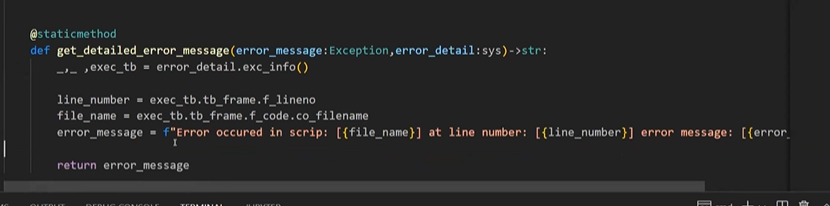 @staticmethod
def get_detailed_error_message(error_message:Exception,error_detail:sys)->str:
_,_ ,exec_tb = error_detail.exc_info()
line_number = exec_tb.tb_frame.f_lineno
file_name = exec_tb.tb_frame.f_code.co_filename
error_message = f"Error occured in scrip: [{file_name}] at line number: [{line_number}] error message: [{error_
return error_message